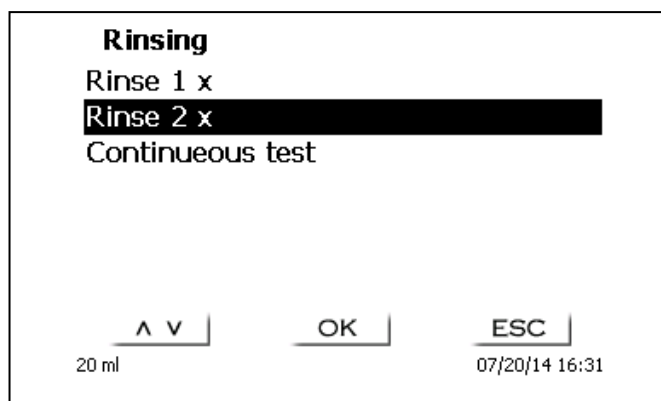 Rinsing
Rinse 1 x
Rinse 2 x
Continueous test
∧ ∨ OK ESC
20 ml 07/20/14 16:31